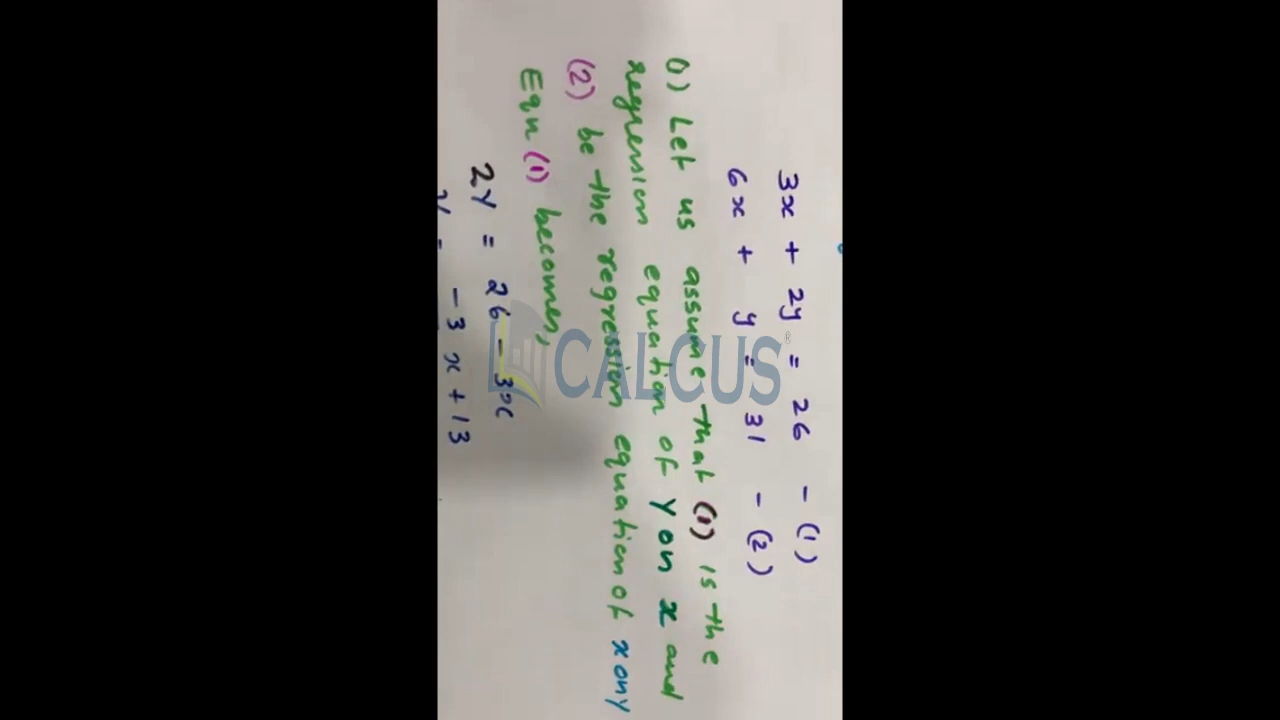 3x + 2y = 26 - (1)
6x + y = 31 - (2)
1) Let us assume that (1) is the
regression equation of y on x and
(2) be the regression equation of x on y
Eqn (1) becomes,
2y = 26 - 3x
-3 x + 13
CALCUS®